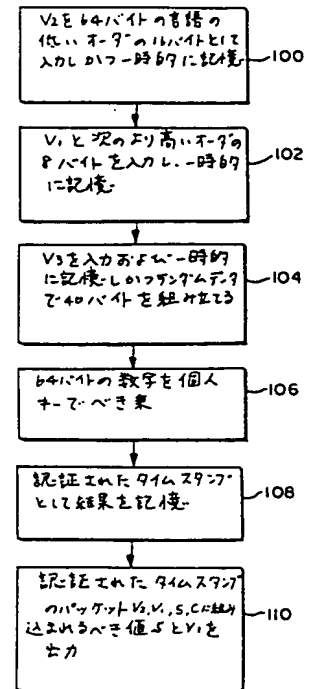 V2を64バイトの言語の
低いオーダの16バイトとして
入力しかつ一時的に記憶
100
V1と次のより高いオーダの
8バイトを入力し、一時的
に記憶
102
V3を入力および一時的
に記憶しかつランダムデータ
で40バイトを組み立てる
104
64バイトの数字を個人
キーでべき乗
106
認証されたタイムスタンプ
として結果を記憶
108
認証されたタイムスタンプ
のパケットV2,V1,S,Cに組み
込まれるべき値SとV1を
出力
110